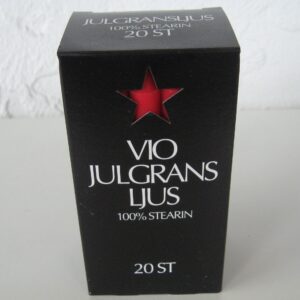 JULGRANSLJUS
100% STEARIN
20 ST
VIO
JULGRANS
LJUS
100% STEARIN
20 ST